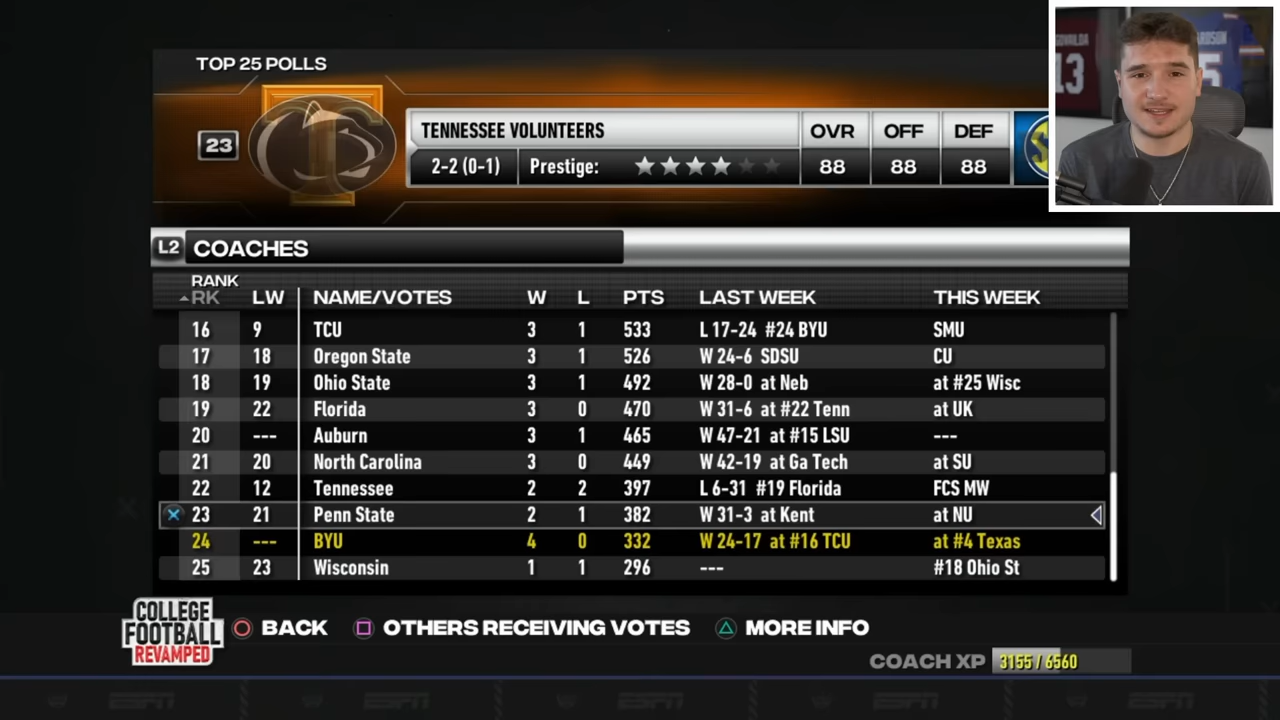 TOP 25 POLLS
23
TENNESSEE VOLUNTEERS
OVR OFF DEF
2-2 (0-1) Prestige: 88 88 88
13
L2 COACHES
RANK
RK LW NAME/VOTES W L PTS LAST WEEK THIS WEEK
16 9 TCU 3 1 533 L 17-24 #24 BYU SMU
17 18 Oregon State 3 1 526 W 24-6 SDSU CU
18 19 Ohio State 3 1 492 W 28-0 at Neb at #25 Wisc
19 22 Florida 3 0 470 W 31-6 at #22 Tenn at UK
20 --- Auburn 3 1 465 W 47-21 at #15 LSU ---
21 20 North Carolina 3 0 449 W 42-19 at Ga Tech at SU
22 12 Tennessee 2 2 397 L 6-31 #19 Florida FCS MW
23 21 Penn State 2 1 382 W 31-3 at Kent at NU
24 --- BYU 4 0 332 W 24-17 at #16 TCU at #4 Texas
25 23 Wisconsin 1 1 296 --- #18 Ohio St
COLLEGE
FOOTBALL
REVAMPED
BACK OTHERS RECEIVING VOTES MORE INFO
COACH XP 3155 / 6560
ESPN ESPN ESPN ESPN ESPN